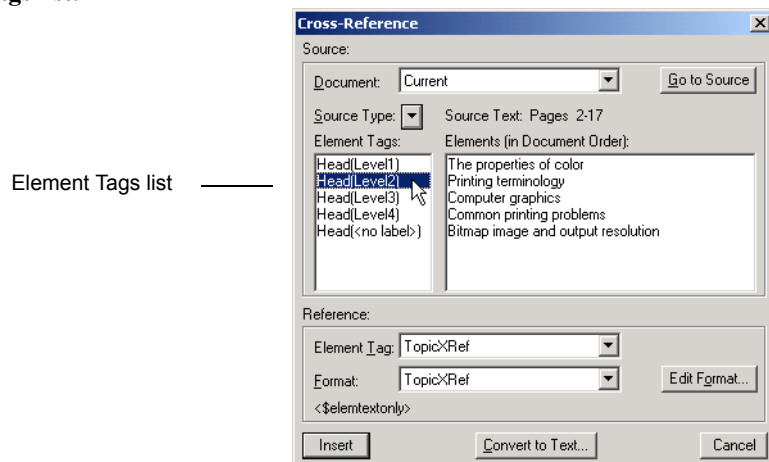 Cross-Reference
Source:
Document: Current Go to Source
Source Type: Source Text: Pages 2-17
Element Tags: Elements (in Document Order):
Head(Level1) The properties of color
Head(Level2) Printing terminology
Head(Level3) Computer graphics
Head(Level4) Common printing problems
Head(<no label>) Bitmap image and output resolution
Element Tags list
Reference:
Element Tag: TopicXRef
Format: TopicXRef Edit Format...
<$elemtextonly>
Insert Convert to Text... Cancel